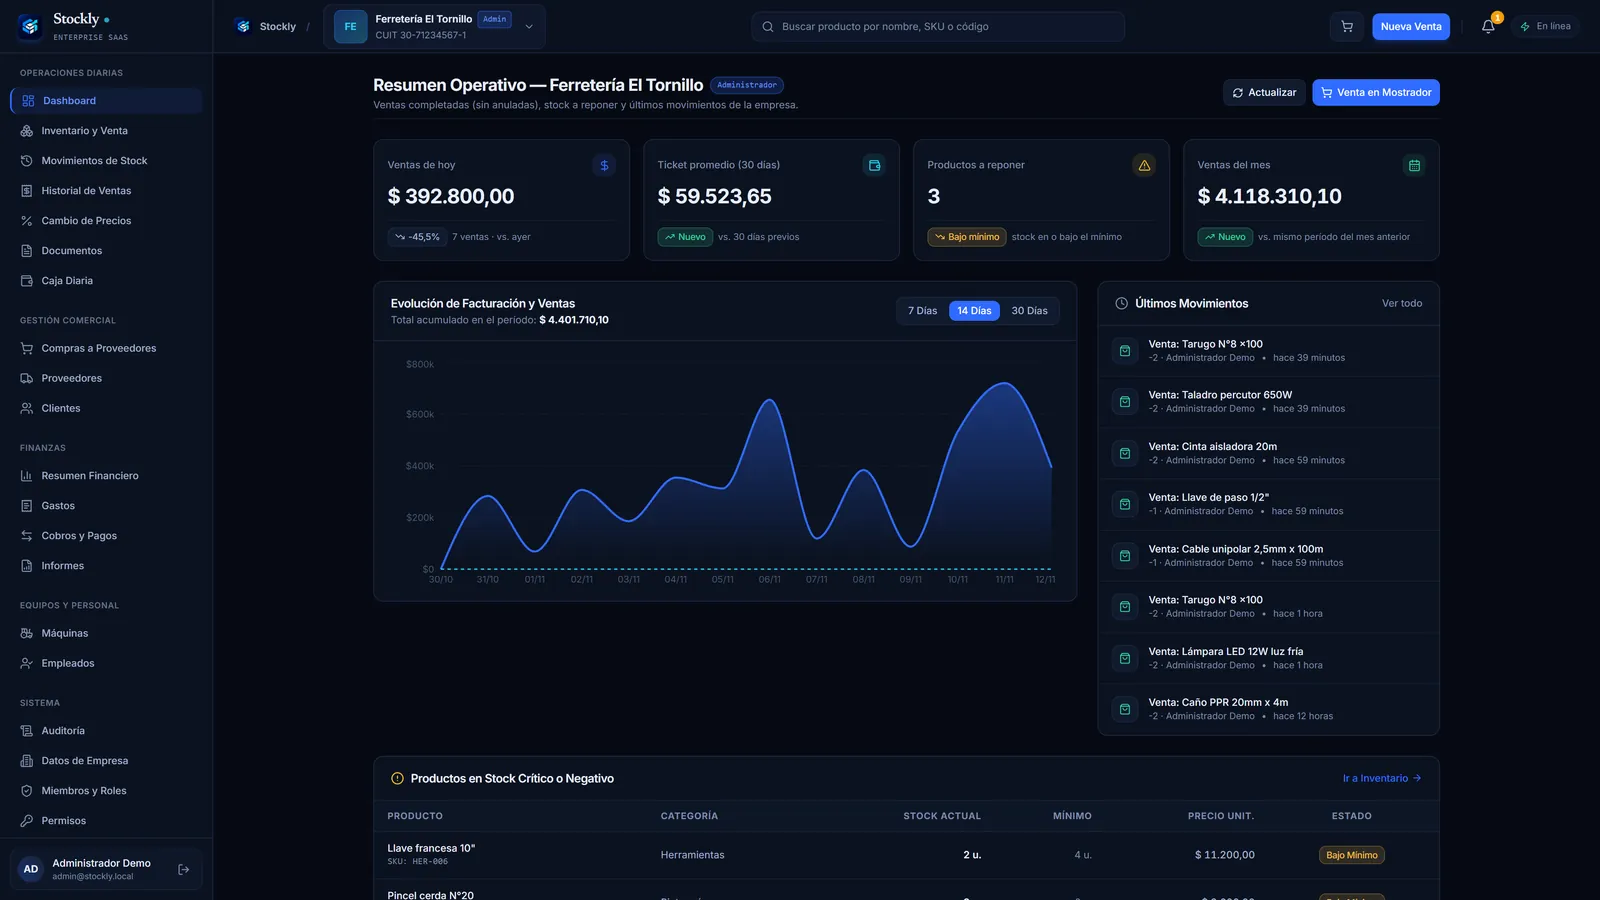 Stockly
ENTERPRISE SAAS
OPERACIONES DIARIAS
Dashboard
Inventario y Venta
Movimientos de Stock
Historial de Ventas
Cambio de Precios
Documentos
Caja Diaria
GESTIÓN COMERCIAL
Compras a Proveedores
Proveedores
Clientes
FINANZAS
Resumen Financiero
Gastos
Cobros y Pagos
Informes
EQUIPOS Y PERSONAL
Máquinas
Empleados
SISTEMA
Auditoría
Datos de Empresa
Miembros y Roles
Permisos
AD
Administrador Demo
admin@stockly.local
Stockly /
FE
Ferretería El Tornillo Admin
CUIT 30-71234567-1
Buscar producto por nombre, SKU o código
Nueva Venta
1
En línea
Resumen Operativo — Ferretería El Tornillo Administrador
Ventas completadas (sin anuladas), stock a reponer y últimos movimientos de la empresa.
Actualizar
Venta en Mostrador
Ventas de hoy
$ 392.800,00
-45,5% 7 ventas · vs. ayer
Ticket promedio (30 días)
$ 59.523,65
Nuevo vs. 30 días previos
Productos a reponer
3
Bajo mínimo stock en o bajo el mínimo
Ventas del mes
$ 4.118.310,10
Nuevo vs. mismo período del mes anterior
Evolución de Facturación y Ventas
Total acumulado en el período: $ 4.401.710,10
7 Días 14 Días 30 Días
$800k
$600k
$400k
$200k
$0
30/10 31/10 01/11 02/11 03/11 04/11 05/11 06/11 07/11 08/11 09/11 10/11 11/11 12/11
Últimos Movimientos
Ver todo
Venta: Tarugo N°8 ×100
-2 · Administrador Demo • hace 39 minutos
Venta: Taladro percutor 650W
-2 · Administrador Demo • hace 39 minutos
Venta: Cinta aisladora 20m
-2 · Administrador Demo • hace 59 minutos
Venta: Llave de paso 1/2"
-1 · Administrador Demo • hace 59 minutos
Venta: Cable unipolar 2,5mm x 100m
-1 · Administrador Demo • hace 59 minutos
Venta: Tarugo N°8 ×100
-2 · Administrador Demo • hace 1 hora
Venta: Lámpara LED 12W luz fría
-2 · Administrador Demo • hace 1 hora
Venta: Caño PPR 20mm x 4m
-2 · Administrador Demo • hace 12 horas
Productos en Stock Crítico o Negativo
Ir a Inventario →
PRODUCTO CATEGORÍA STOCK ACTUAL MÍNIMO PRECIO UNIT. ESTADO
Llave francesa 10"
SKU: HER-006
Herramientas 2 u. 4 u. $ 11.200,00 Bajo Mínimo
Pincel cerda N°20